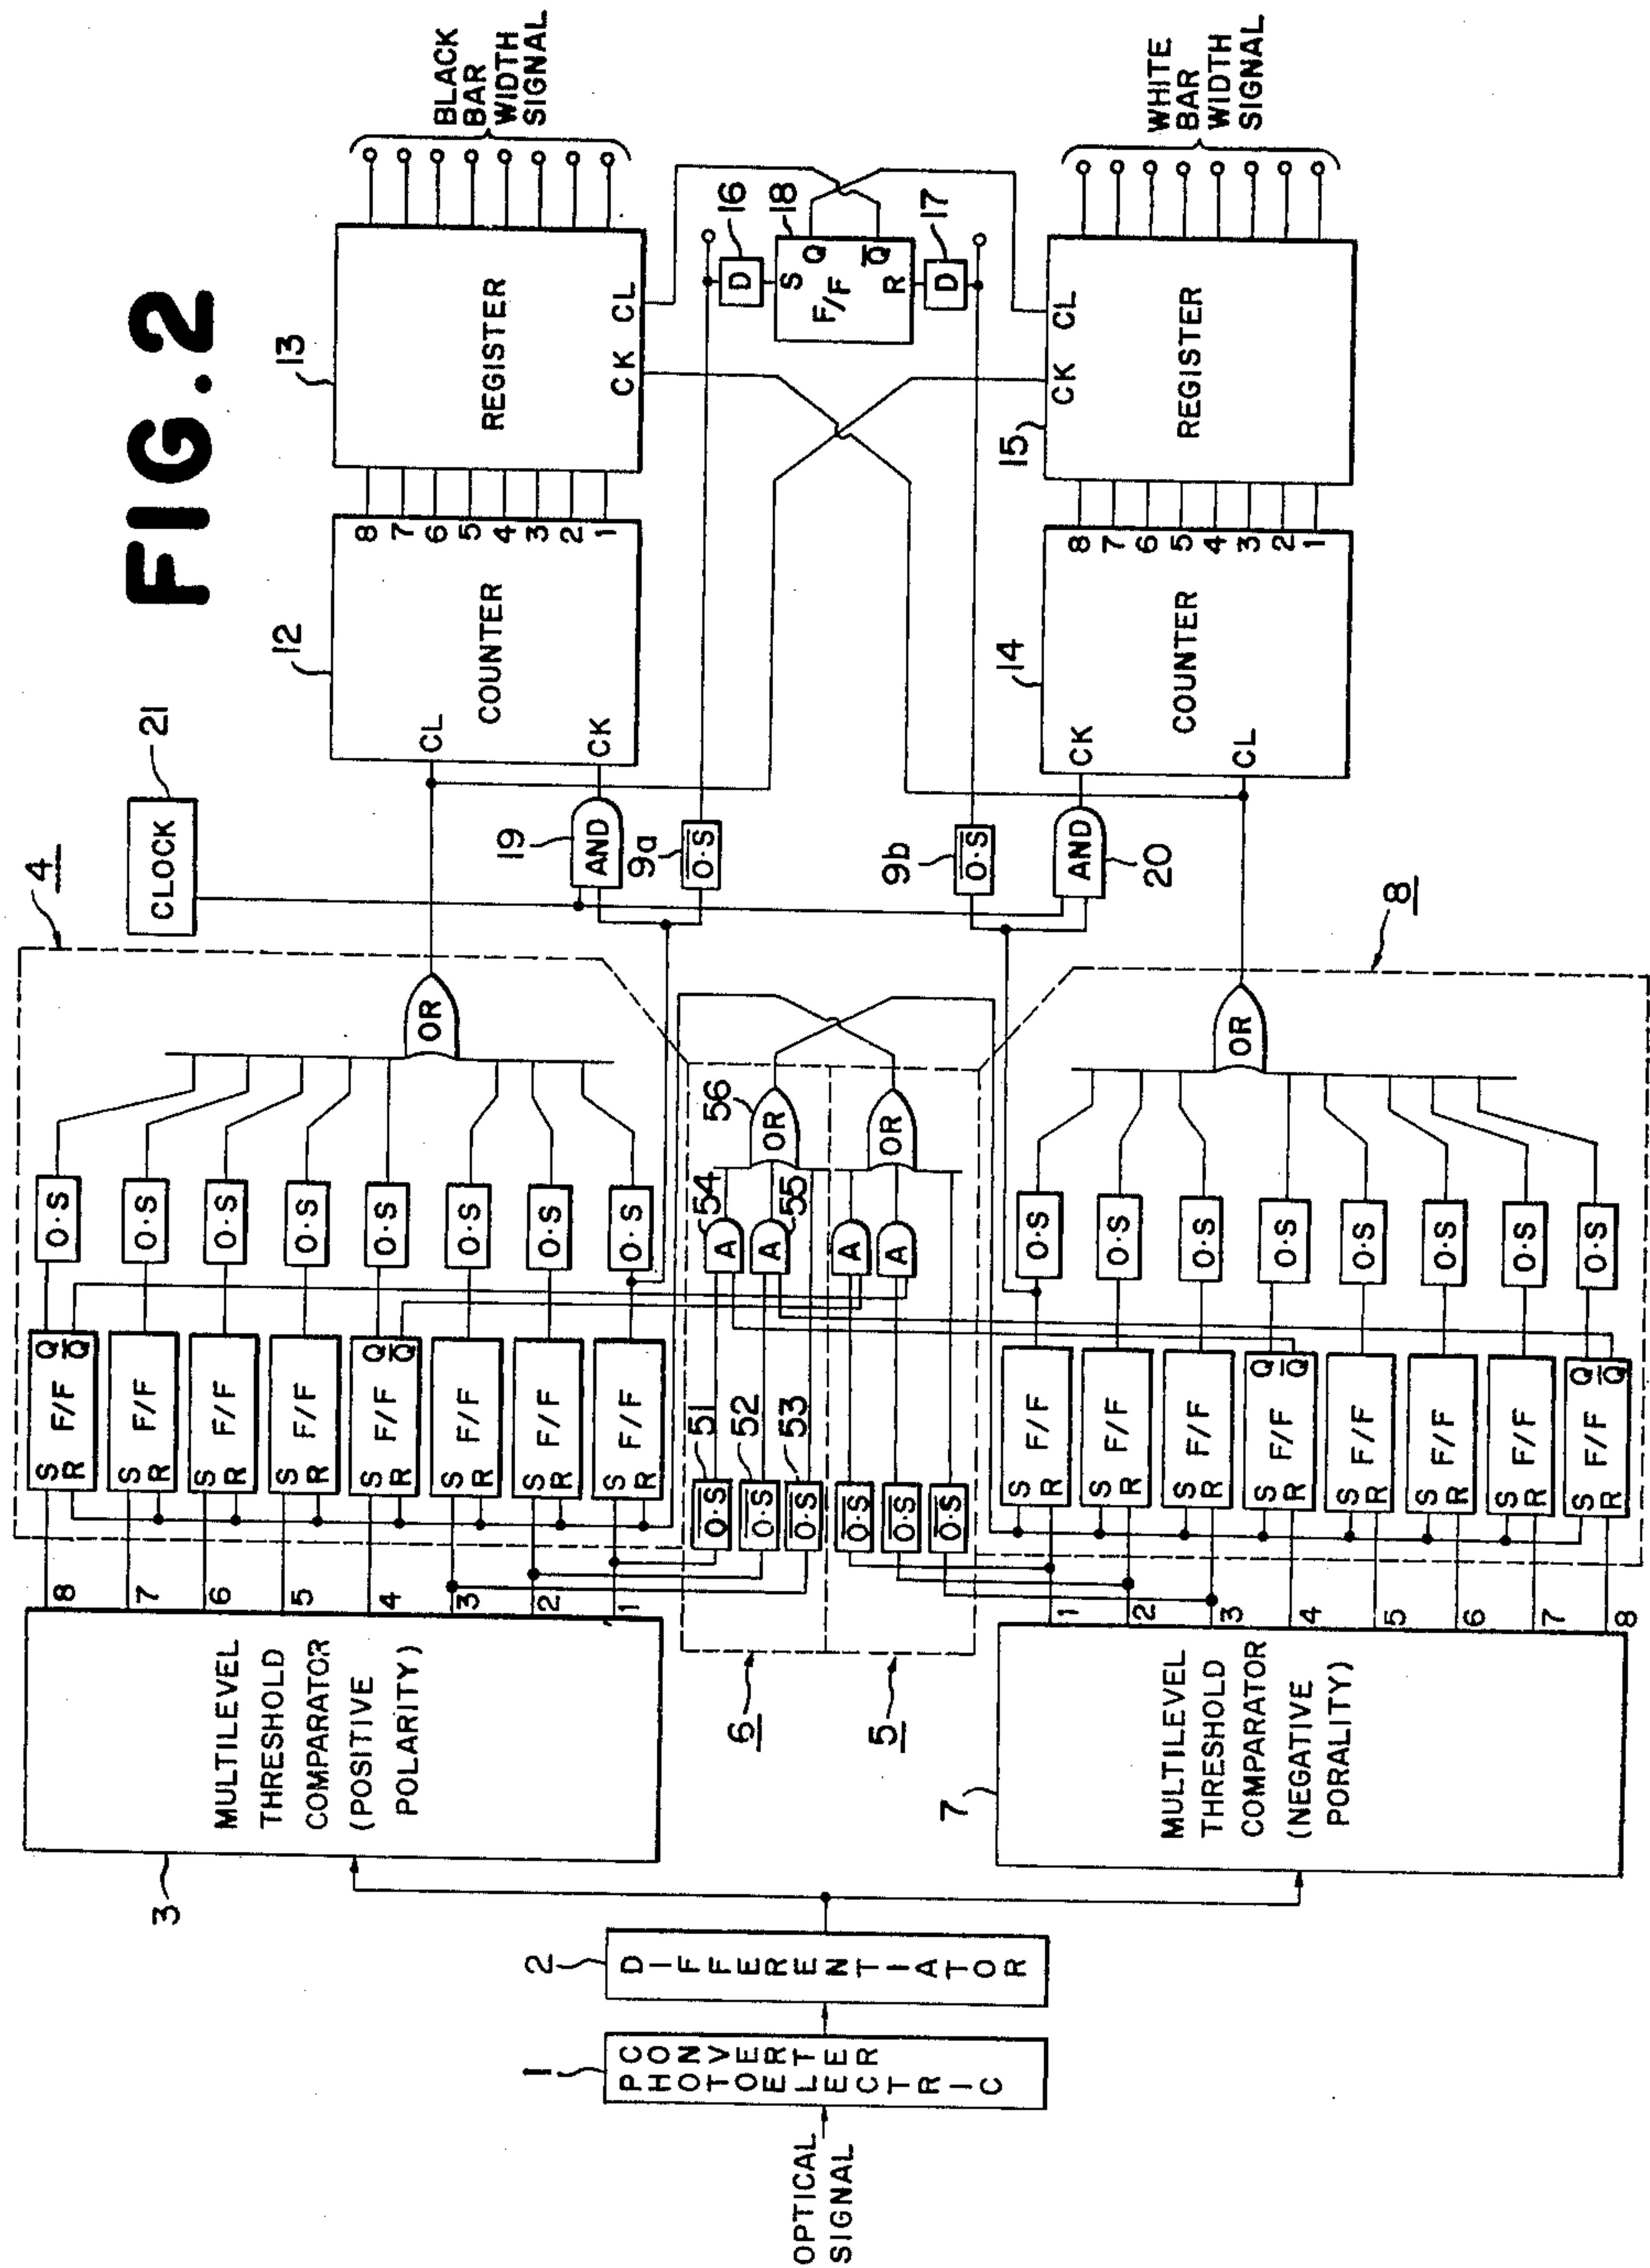 FIG.2
OPTICAL
SIGNAL
1
PHOTOELECTRIC
CONVERTER
2
DIFFERENTIATOR
3
MULTILEVEL
THRESHOLD
COMPARATOR
(POSITIVE
POLARITY)
8
7
6
5
4
3
2
1
4
S
R
F/F
Q
Q̅
O·S
S
R
F/F
O·S
S
R
F/F
O·S
S
R
F/F
O·S
S
R
F/F
Q
Q̅
O·S
S
R
F/F
O·S
S
R
F/F
O·S
S
R
F/F
O·S
OR
6
51
O·S
52
O·S
53
O·S
54
A
55
A
56
OR
5
O·S
O·S
O·S
A
A
OR
7
MULTILEVEL
THRESHOLD
COMPARATOR
(NEGATIVE
PORALITY)
1
2
3
4
5
6
7
8
8
S
R
F/F
O·S
S
R
F/F
O·S
S
R
F/F
O·S
S
R
F/F
Q
Q̅
O·S
S
R
F/F
O·S
S
R
F/F
O·S
S
R
F/F
O·S
S
R
F/F
Q
Q̅
O·S
OR
CLOCK
21
19
AND
9a
O·S
9b
O·S
AND
20
12
CL
CK
COUNTER
8
7
6
5
4
3
2
1
13
REGISTER
CK
CL
BLACK
BAR
WIDTH
SIGNAL
D
16
S
F/F
Q
Q̅
R
18
D
17
14
CK
CL
COUNTER
8
7
6
5
4
3
2
1
15
CK
CL
REGISTER
WHITE
BAR
WIDTH
SIGNAL